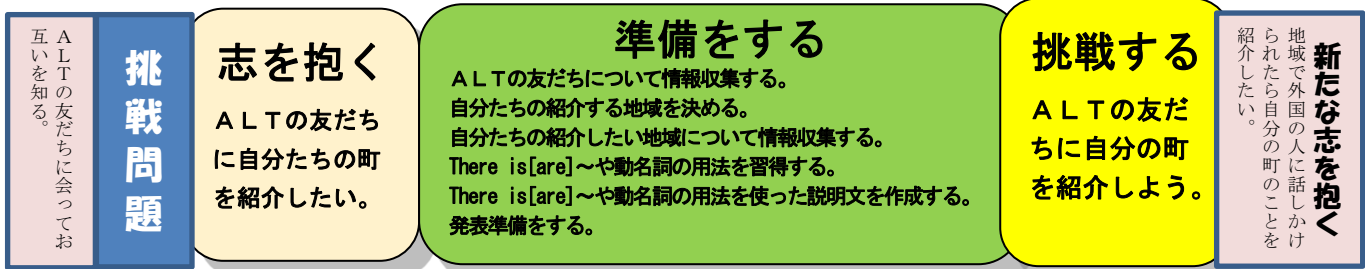 ALTの友だちに会ってお
互いを知る。
挑戦問題
志を抱く
ALTの友だち
に自分たちの町
を紹介したい。
準備をする
ALTの友だちについて情報収集する。
自分たちの紹介する地域を決める。
自分たちの紹介したい地域について情報収集する。
There is[are]~や動名詞の用法を習得する。
There is[are]~や動名詞の用法を使った説明文を作成する。
発表準備をする。
挑戦する
ALTの友だ
ちに自分の町
を紹介しよう。
新たな志を抱く
地域で外国の人に話しかけ
られたら自分の町のことを
紹介したい。